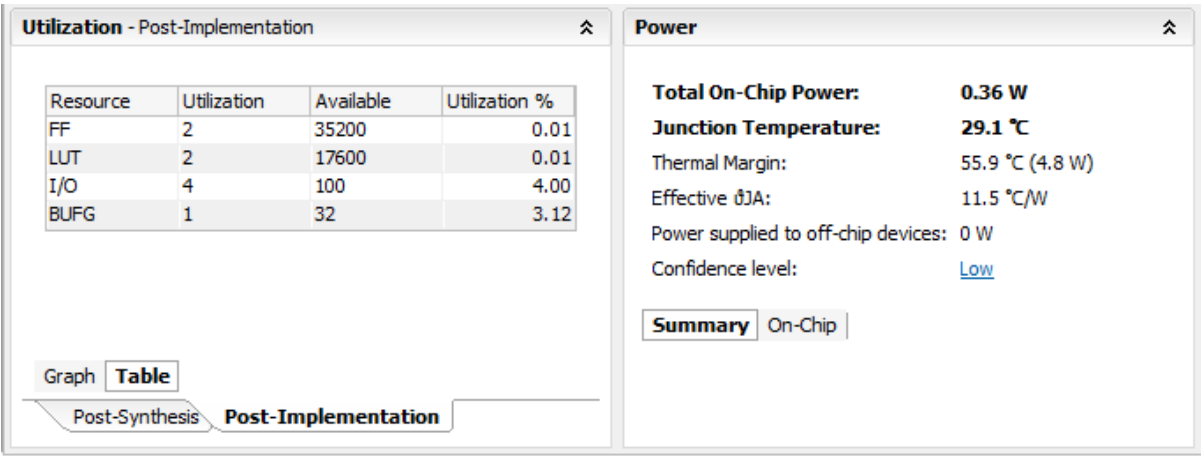 Utilization - Post-Implementation
Resource Utilization Available Utilization %
FF 2 35200 0.01
LUT 2 17600 0.01
I/O 4 100 4.00
BUFG 1 32 3.12
Graph Table
Post-Synthesis Post-Implementation
Power
Total On-Chip Power: 0.36 W
Junction Temperature: 29.1 °C
Thermal Margin: 55.9 °C (4.8 W)
Effective ϑJA: 11.5 °C/W
Power supplied to off-chip devices: 0 W
Confidence level: Low
Summary On-Chip